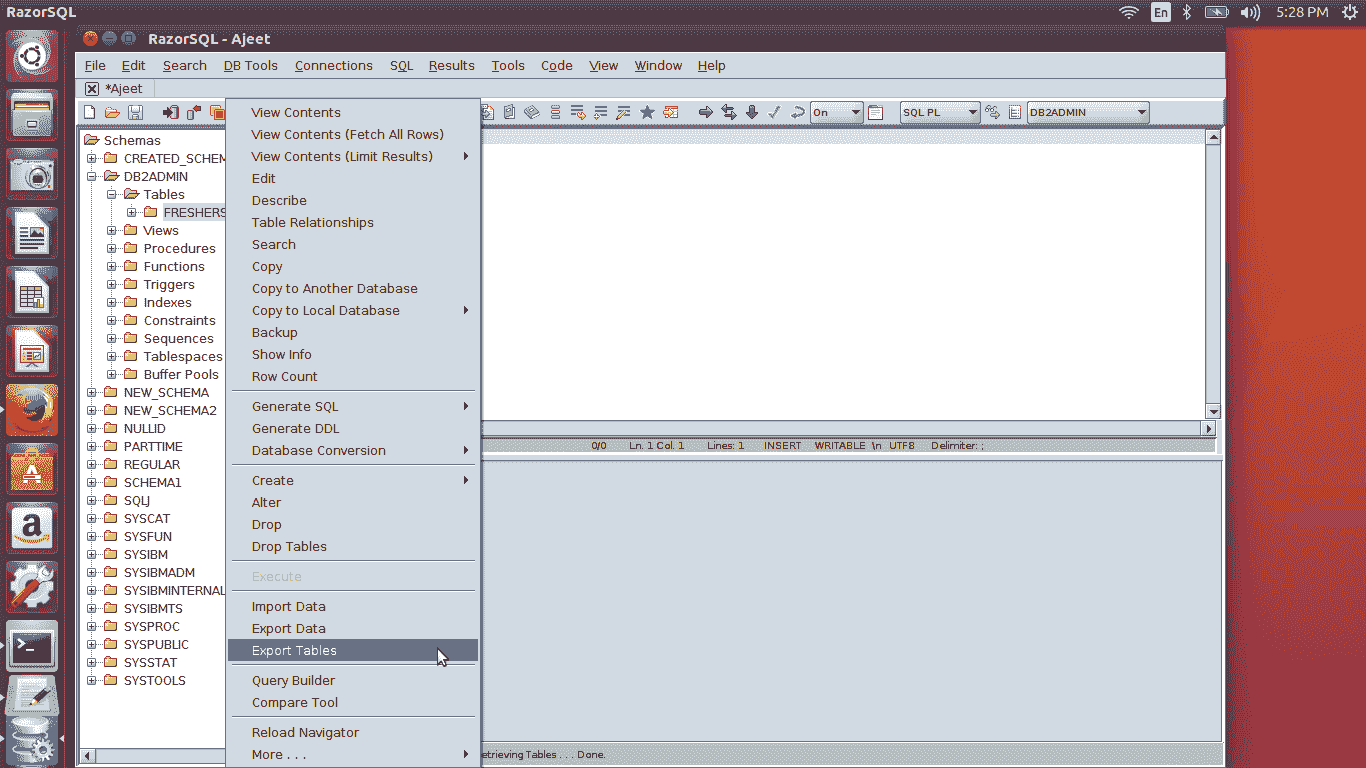 RazorSQL
En
5:28 PM
RazorSQL - Ajeet
File Edit Search DB Tools Connections SQL Results Tools Code View Window Help
*Ajeet
On
SQL PL
DB2ADMIN
Schemas
CREATED_SCHEM
DB2ADMIN
Tables
FRESHERS
Views
Procedures
Functions
Triggers
Indexes
Constraints
Sequences
Tablespaces
Buffer Pools
NEW_SCHEMA
NEW_SCHEMA2
NULLID
PARTTIME
REGULAR
SCHEMA1
SQLJ
SYSCAT
SYSFUN
SYSIBM
SYSIBMADM
SYSIBMINTERNAL
SYSIBMTS
SYSPROC
SYSPUBLIC
SYSSTAT
SYSTOOLS
View Contents
View Contents (Fetch All Rows)
View Contents (Limit Results)
Edit
Describe
Table Relationships
Search
Copy
Copy to Another Database
Copy to Local Database
Backup
Show Info
Row Count
Generate SQL
Generate DDL
Database Conversion
Create
Alter
Drop
Drop Tables
Execute
Import Data
Export Data
Export Tables
Query Builder
Compare Tool
Reload Navigator
More . . .
0/0 Ln. 1 Col. 1 Lines: 1 INSERT WRITABLE \n UTF8 Delimiter: ;
etrieving Tables . . . Done.